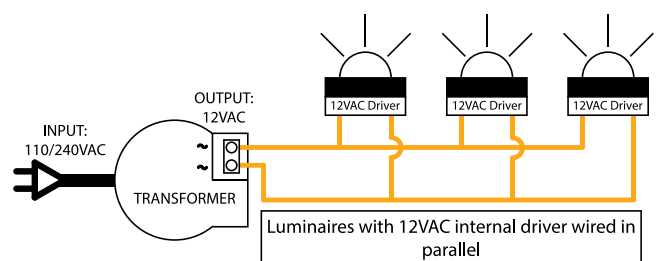 12VAC Driver
12VAC Driver
12VAC Driver
OUTPUT:
12VAC
INPUT:
110/240VAC
~
~
TRANSFORMER
Luminaires with 12VAC internal driver wired in
parallel